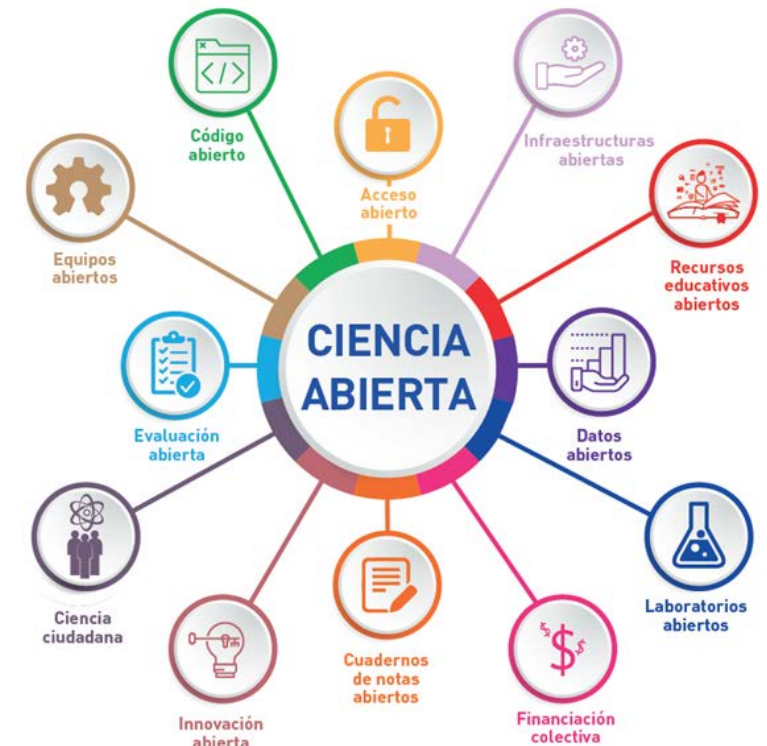 Código
abierto
Acceso
abierto
Infraestructuras
abiertas
Equipos
abiertos
Recursos
educativos
abiertos
CIENCIA
ABIERTA
Evaluación
abierta
Datos
abiertos
Ciencia
ciudadana
Laboratorios
abiertos
Innovación
abierta
Cuadernos
de notas
abiertos
Financiación
colectiva